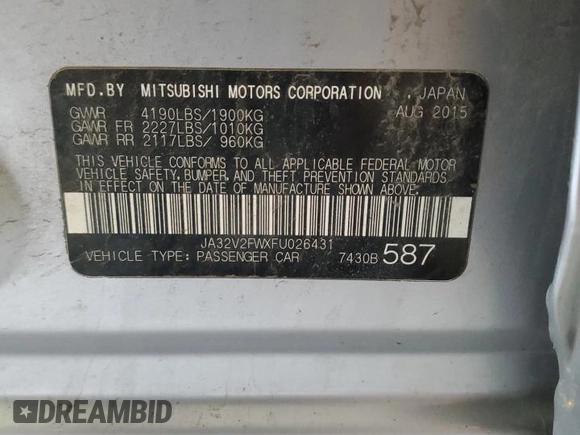 MFD.BY MITSUBISHI MOTORS CORPORATION . JAPAN
GVWR 4190LBS/1900KG AUG 2015
GAWR FR 2227LBS/1010KG
GAWR RR 2117LBS/ 960KG
THIS VEHICLE CONFORMS TO ALL APPLICABLE FEDERAL MOTOR
VEHICLE SAFETY, BUMPER, AND THEFT PREVENTION STANDARDS
IN EFFECT ON THE DATE OF MANUFACTURE SHOWN ABOVE.
JA32V2FWXFU026431
VEHICLE TYPE: PASSENGER CAR 7430B 587
DREAMBID